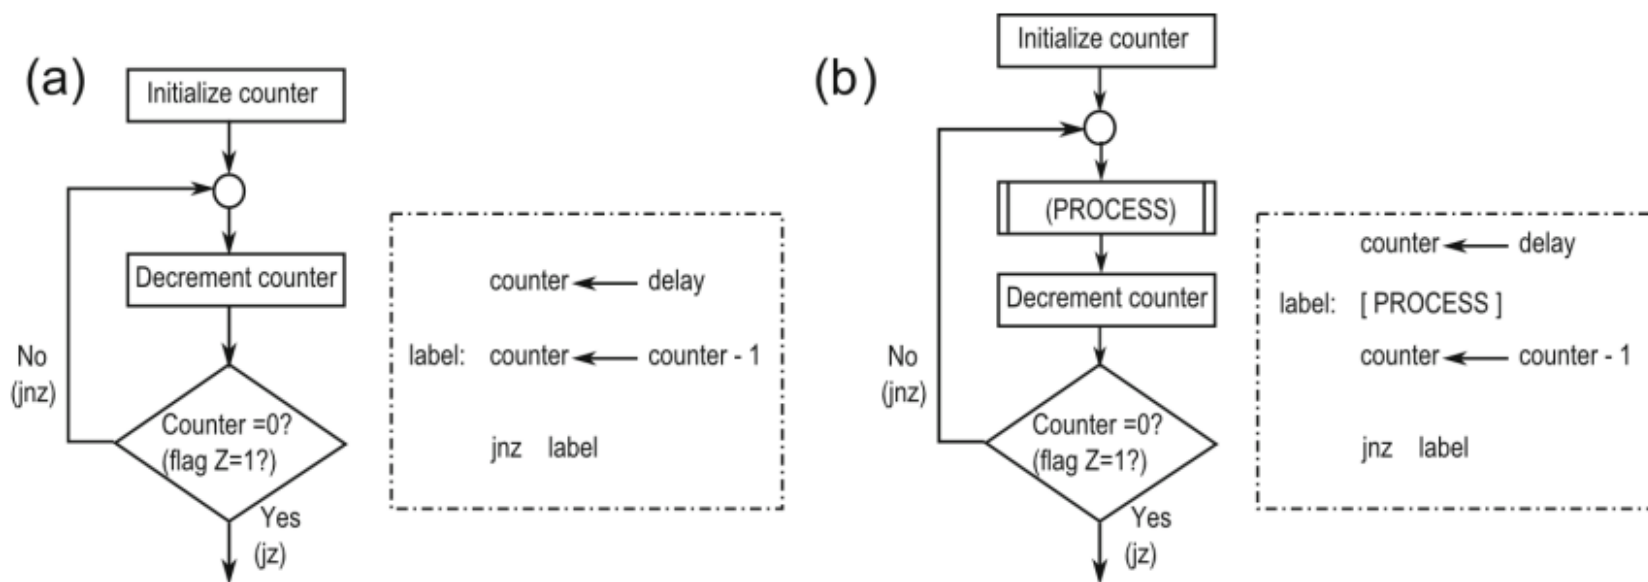 (a)
Initialize counter
Decrement counter
No
(jnz)
Counter =0?
(flag Z=1?)
Yes
(jz)
counter delay
label: counter counter - 1
jnz label
(b)
Initialize counter
(PROCESS)
Decrement counter
No
(jnz)
Counter =0?
(flag Z=1?)
Yes
(jz)
counter delay
label: [ PROCESS ]
counter counter - 1
jnz label